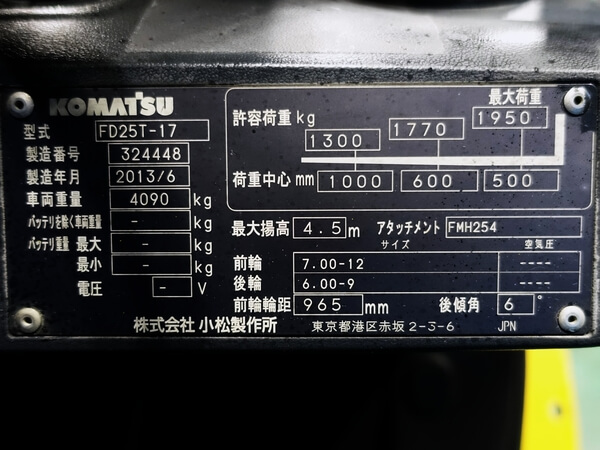 KOMATSU
型式 FD25T-17
製造番号 324448
製造年月 2013/6
車両重量 4090 kg
バッテリを除く車両重量 - kg
バッテリ重量 最大 - kg
最小 - kg
電圧 - V
最大荷重
許容荷重 kg 1300 1770 1950
荷重中心 mm 1000 600 500
最大揚高 4.5 m アタッチメント FMH254
サイズ 空気圧
前輪 7.00-12 ----
後輪 6.00-9 ----
前輪輪距 965 mm 後傾角 6 °
株式会社 小松製作所 東京都港区赤坂 2-3-6 JPN